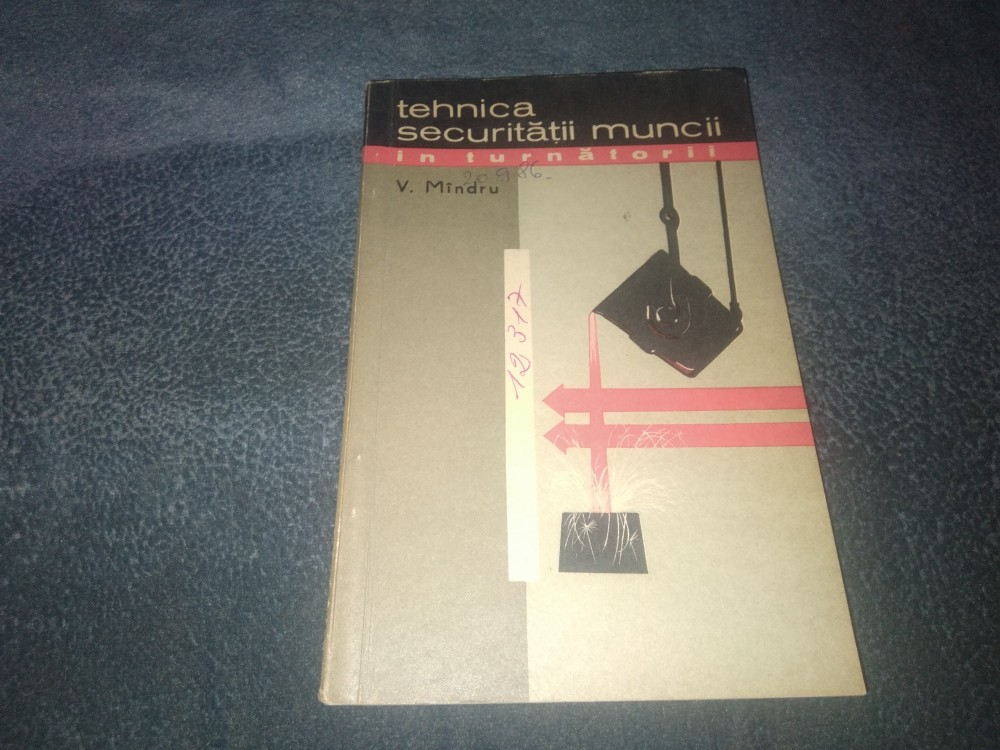 tehnica
securității muncii
în turnătorii
20.9.86.
V. Mîndru
12317